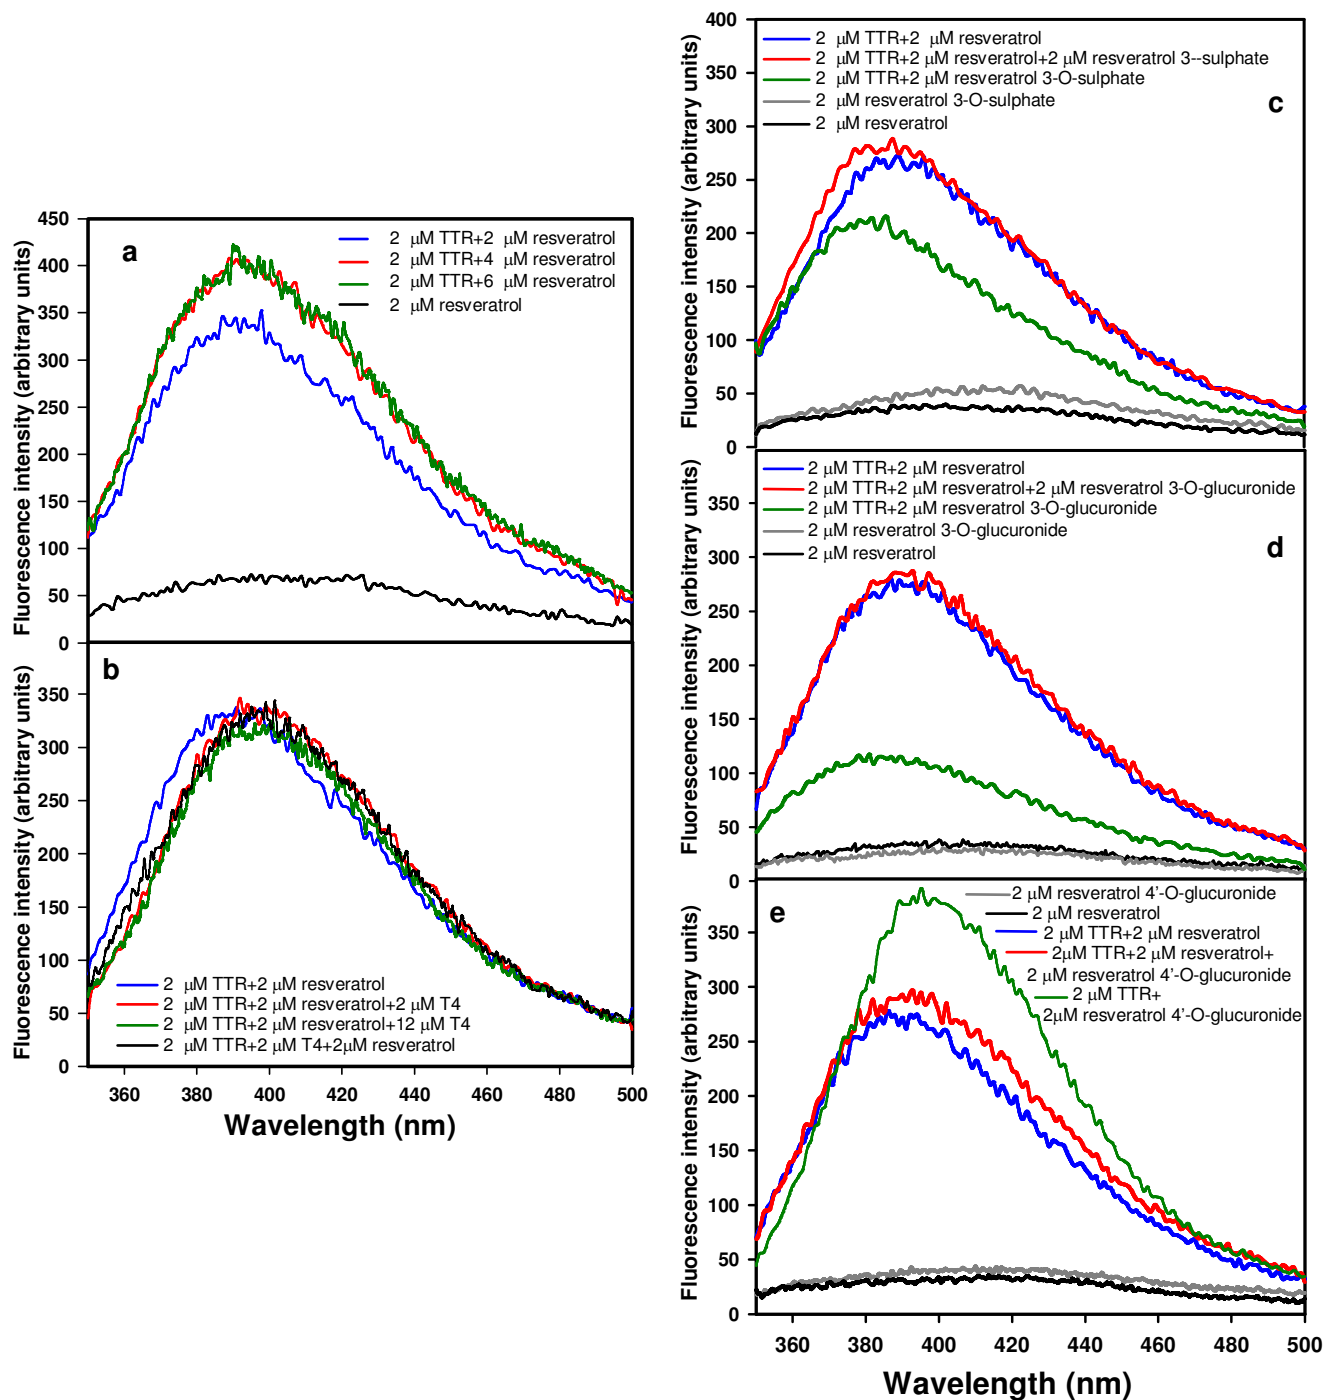 a
2 μM TTR+2 μM resveratrol
2 μM TTR+4 μM resveratrol
2 μM TTR+6 μM resveratrol
2 μM resveratrol
Fluorescence intensity (arbitrary units)
450
400
350
300
250
200
150
100
50
0
b
2 μM TTR+2 μM resveratrol
2 μM TTR+2 μM resveratrol+2 μM T4
2 μM TTR+2 μM resveratrol+12 μM T4
2 μM TTR+2 μM T4+2μM resveratrol
Fluorescence intensity (arbitrary units)
350
300
250
200
150
100
50
0
360 380 400 420 440 460 480 500
Wavelength (nm)
c
2 μM TTR+2 μM resveratrol
2 μM TTR+2 μM resveratrol+2 μM resveratrol 3--sulphate
2 μM TTR+2 μM resveratrol 3-O-sulphate
2 μM resveratrol 3-O-sulphate
2 μM resveratrol
Fluorescence intensity (arbitrary units)
400
350
300
250
200
150
100
50
0
d
2 μM TTR+2 μM resveratrol
2 μM TTR+2 μM resveratrol+2 μM resveratrol 3-O-glucuronide
2 μM TTR+2 μM resveratrol 3-O-glucuronide
2 μM resveratrol 3-O-glucuronide
2 μM resveratrol
Fluorescence intensity (arbitrary units)
350
300
250
200
150
100
50
0
e
2 μM resveratrol 4'-O-glucuronide
2 μM resveratrol
2 μM TTR+2 μM resveratrol
2μM TTR+2 μM resveratrol+
2 μM resveratrol 4'-O-glucuronide
2 μM TTR+
2μM resveratrol 4'-O-glucuronide
Fluorescence intensity (arbitrary units)
350
300
250
200
150
100
50
0
360 380 400 420 440 460 480 500
Wavelength (nm)